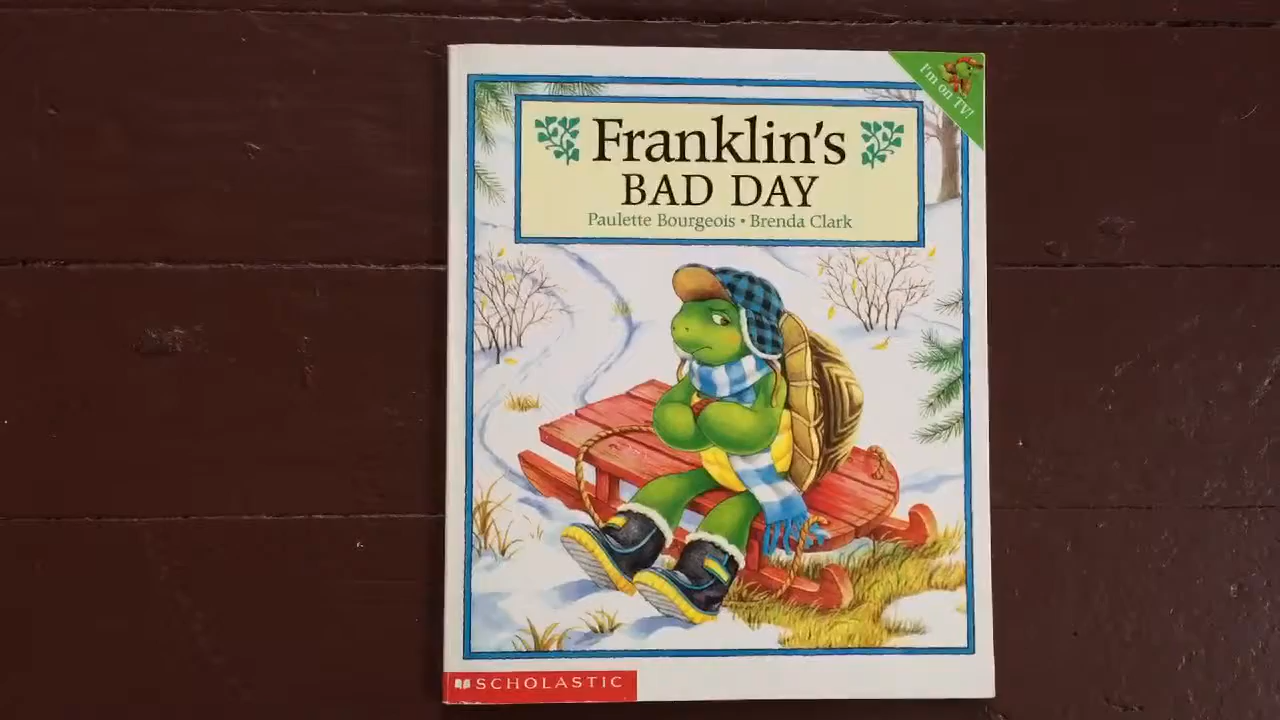 I'm on TV!
Franklin's
BAD DAY
Paulette Bourgeois • Brenda Clark
SCHOLASTIC